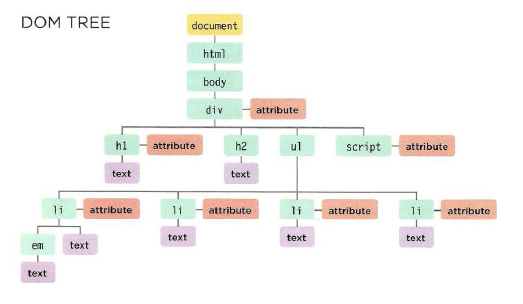 DOM TREE
document
html
body
div attribute
h1 attribute h2 ul script attribute
text text
li attribute li attribute li attribute li attribute
em text text text text
text